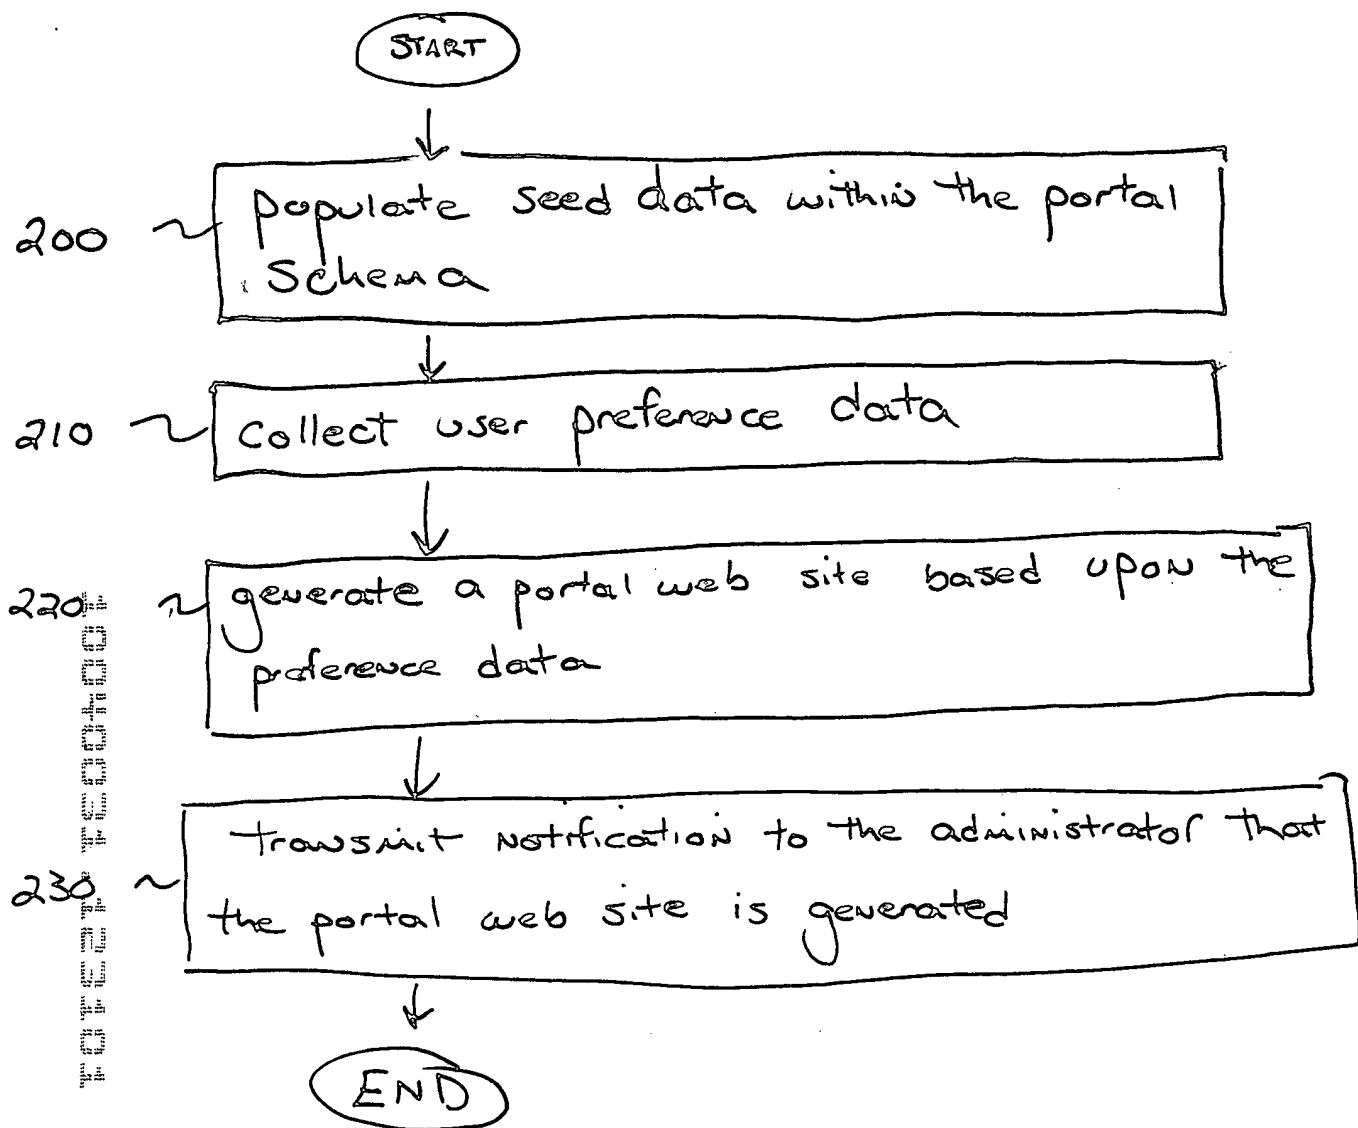 START
200
populate seed data within the portal
schema
210
collect user preference data
220
generate a portal web site based upon the
preference data
230
transmit notification to the administrator that
the portal web site is generated
END